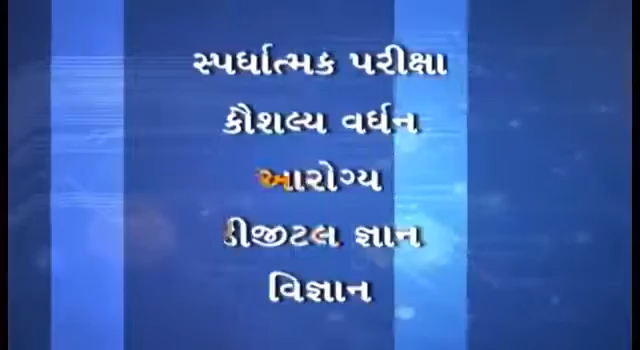 સ્પર્ધાત્મક પરીક્ષા
કૌશલ્ય વર્ધન
આરોગ્ય
ડીજીટલ જ્ઞાન
વિજ્ઞાન